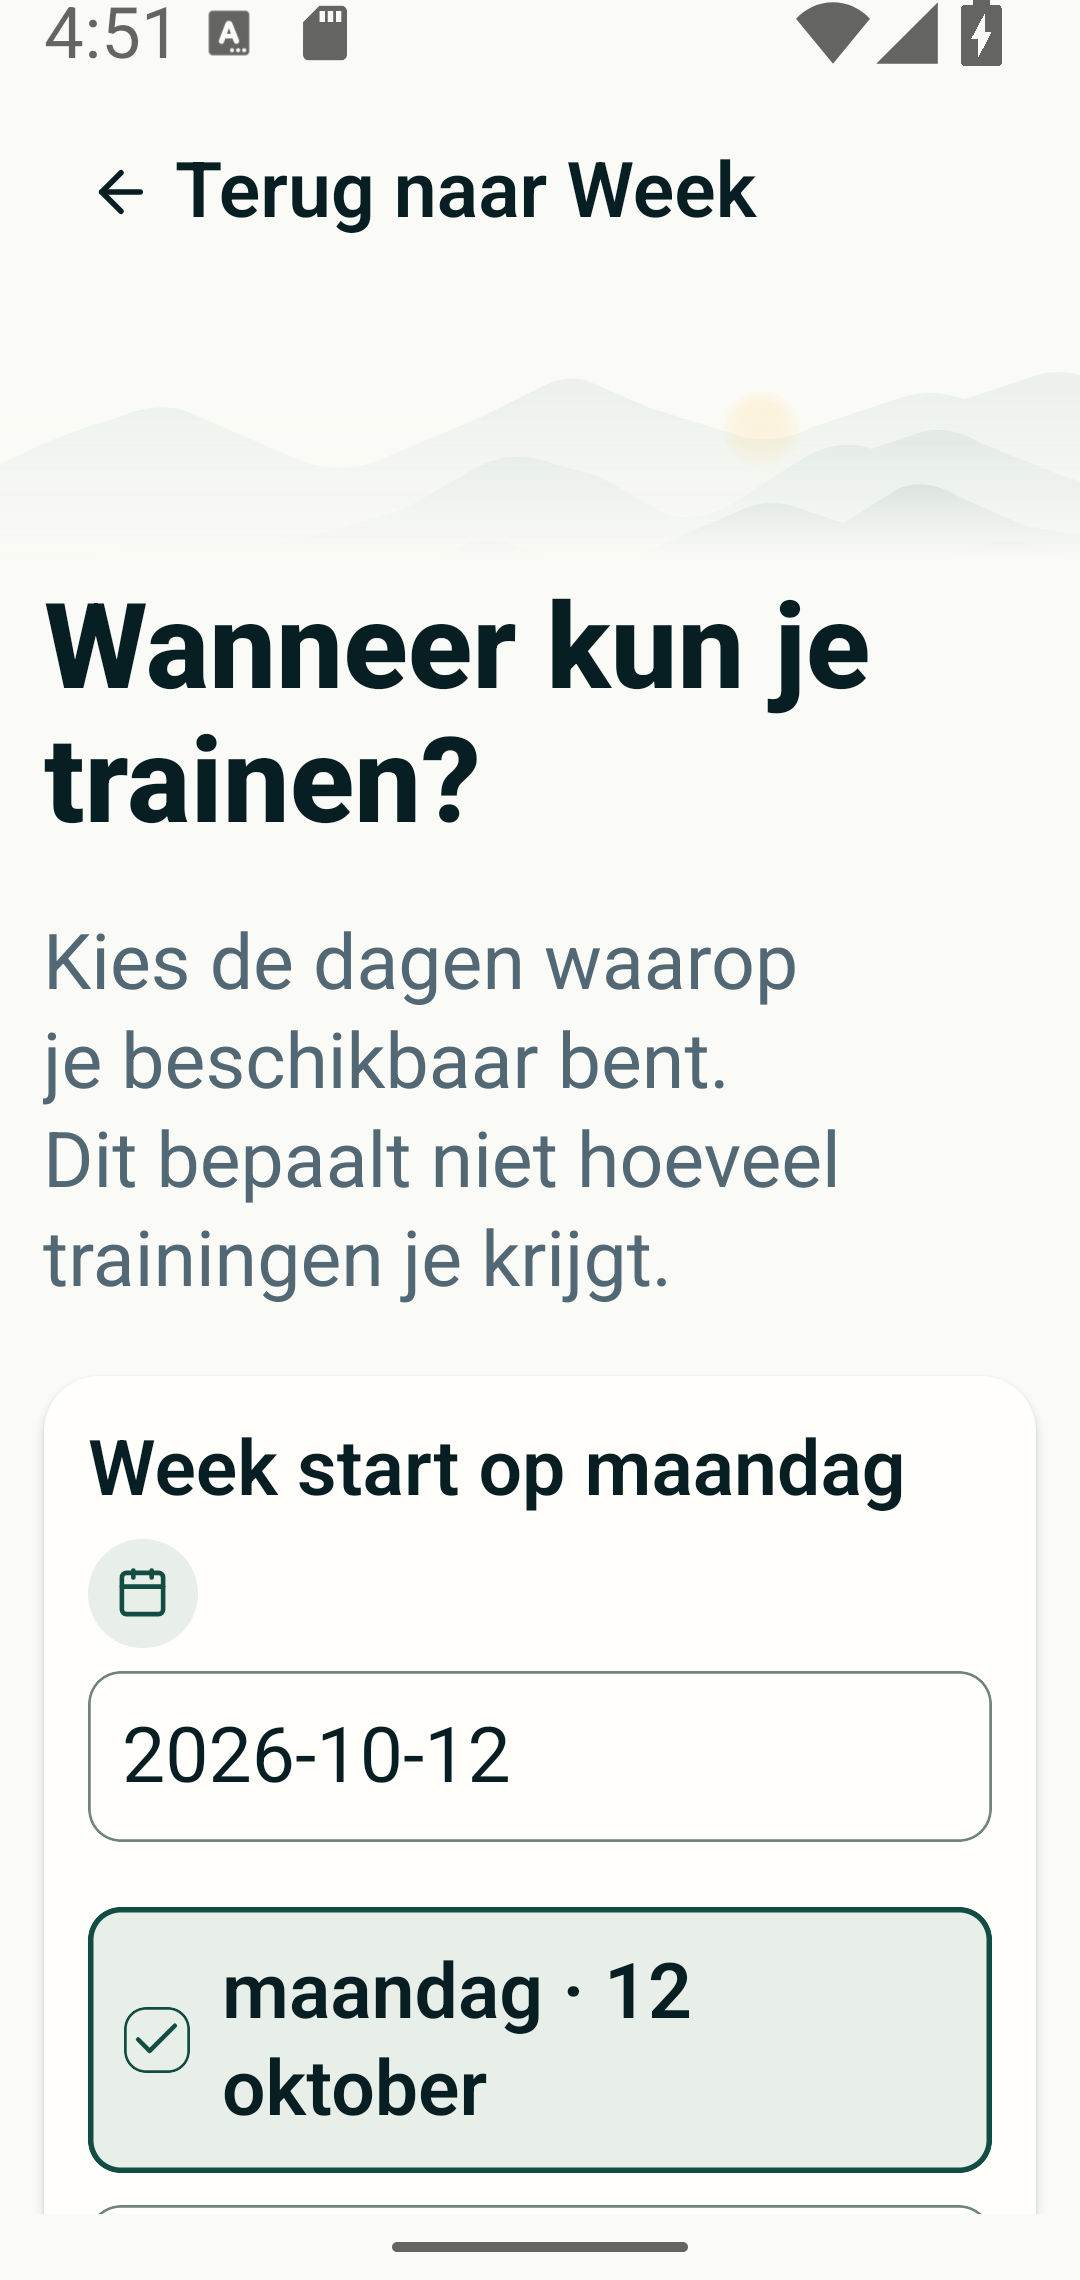 4:51
Terug naar Week
Wanneer kun je
trainen?
Kies de dagen waarop
je beschikbaar bent.
Dit bepaalt niet hoeveel
trainingen je krijgt.
Week start op maandag
2026-10-12
maandag · 12
oktober